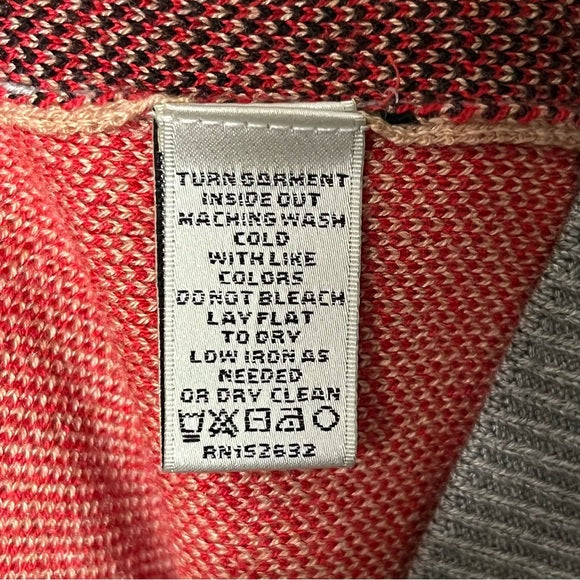 TURN GARMENT
INSIDE OUT
MACHING WASH
COLD
WITH LIKE
COLORS
DO NOT BLEACH
LAY FLAT
TO DRY
LOW IRON AS
NEEDED
OR DRY CLEAN
RN152632